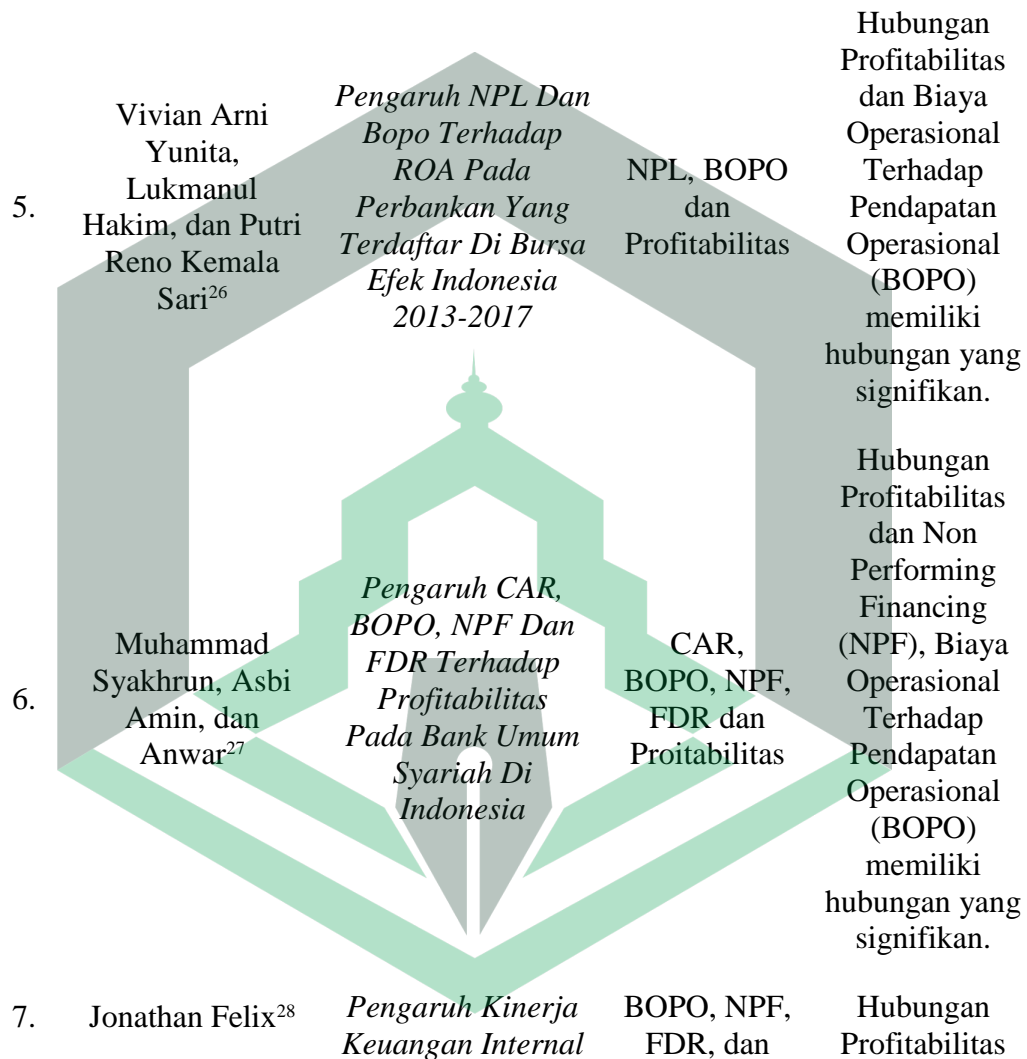 5.
Vivian Arni
Yunita,
Lukmanul
Hakim, dan Putri
Reno Kemala
Sari26
Pengaruh NPL Dan
Bopo Terhadap
ROA Pada
Perbankan Yang
Terdaftar Di Bursa
Efek Indonesia
2013-2017
NPL, BOPO
dan
Profitabilitas
Hubungan
Profitabilitas
dan Biaya
Operasional
Terhadap
Pendapatan
Operasional
(BOPO)
memiliki
hubungan yang
signifikan.
6.
Muhammad
Syakhrun, Asbi
Amin, dan
Anwar27
Pengaruh CAR,
BOPO, NPF Dan
FDR Terhadap
Profitabilitas
Pada Bank Umum
Syariah Di
Indonesia
CAR,
BOPO, NPF,
FDR dan
Proitabilitas
Hubungan
Profitabilitas
dan Non
Performing
Financing
(NPF), Biaya
Operasional
Terhadap
Pendapatan
Operasional
(BOPO)
memiliki
hubungan yang
signifikan.
7.
Jonathan Felix28
Pengaruh Kinerja
Keuangan Internal
BOPO, NPF,
FDR, dan
Hubungan
Profitabilitas